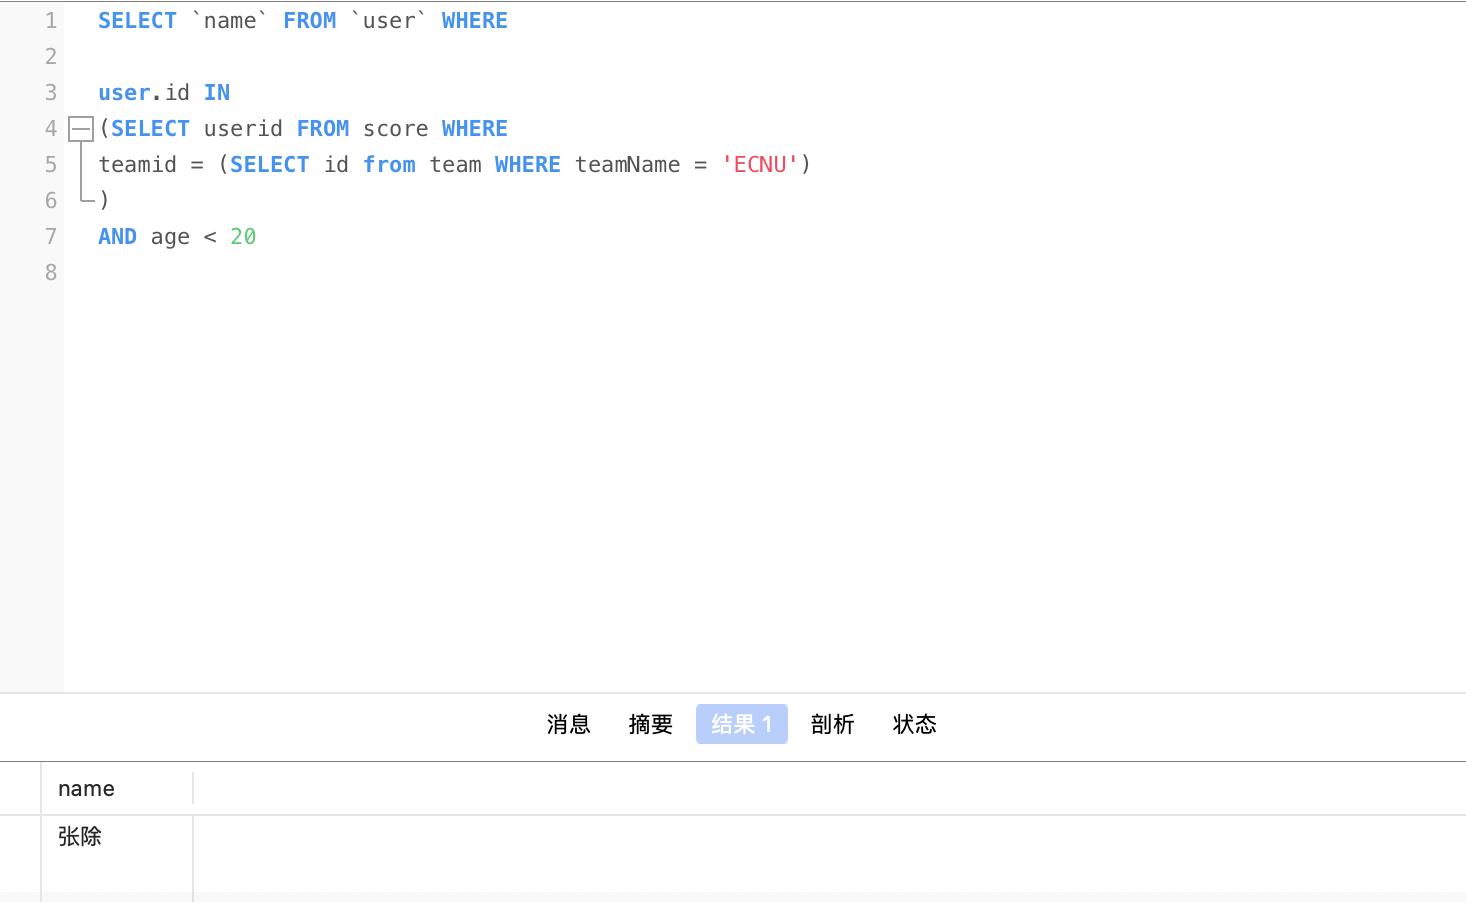 1 SELECT `name` FROM `user` WHERE
2
3 user.id IN
4 (SELECT userid FROM score WHERE
5 teamid = (SELECT id from team WHERE teamName = 'ECNU')
6 )
7 AND age < 20
8
消息 摘要 结果 1 剖析 状态
name
张除